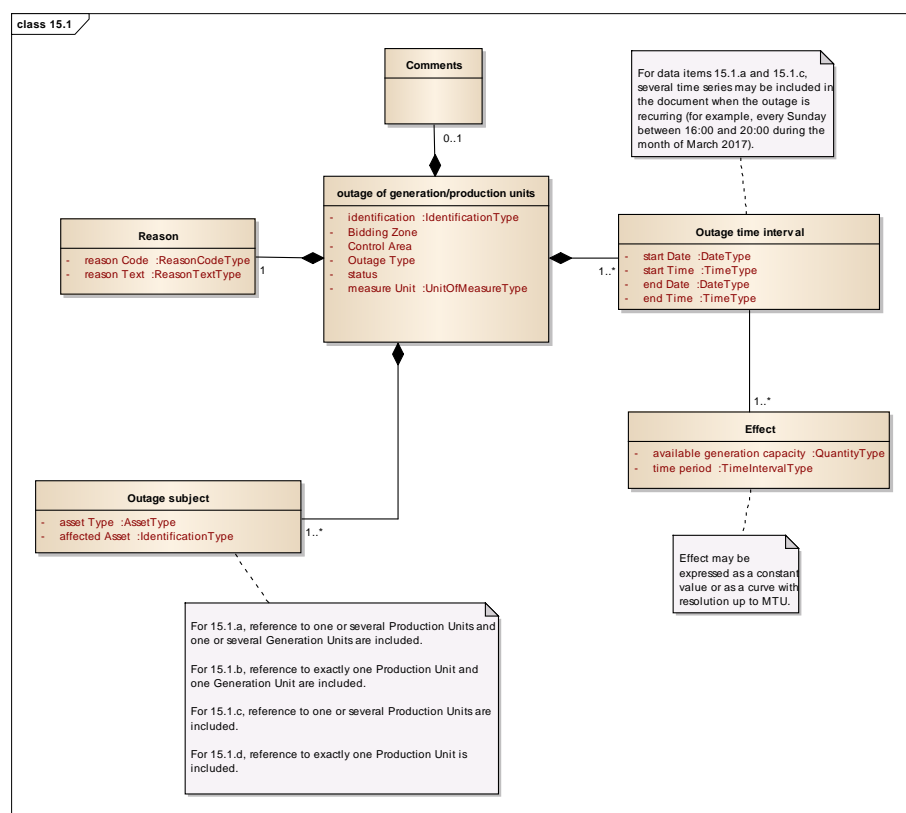 class 15.1
Comments
0..1
For data items 15.1.a and 15.1.c,
several time series may be included in
the document when the outage is
recurring (for example, every Sunday
between 16:00 and 20:00 during the
month of March 2017).
outage of generation/production units
- identification :IdentificationType
- Bidding Zone
- Control Area
- Outage Type
- status
- measure Unit :UnitOfMeasureType
Reason
- reason Code :ReasonCodeType
- reason Text :ReasonTextType
1
Outage time interval
- start Date :DateType
- start Time :TimeType
- end Date :DateType
- end Time :TimeType
1..*
1..*
Effect
- available generation capacity :QuantityType
- time period :TimeIntervalType
Outage subject
- asset Type :AssetType
- affected Asset :IdentificationType
1..*
Effect may be
expressed as a constant
value or as a curve with
resolution up to MTU.
For 15.1.a, reference to one or several Production Units and
one or several Generation Units are included.
For 15.1.b, reference to exactly one Production Unit and
one Generation Unit are included.
For 15.1.c, reference to one or several Production Units are
included.
For 15.1.d, reference to exactly one Production Unit is
included.